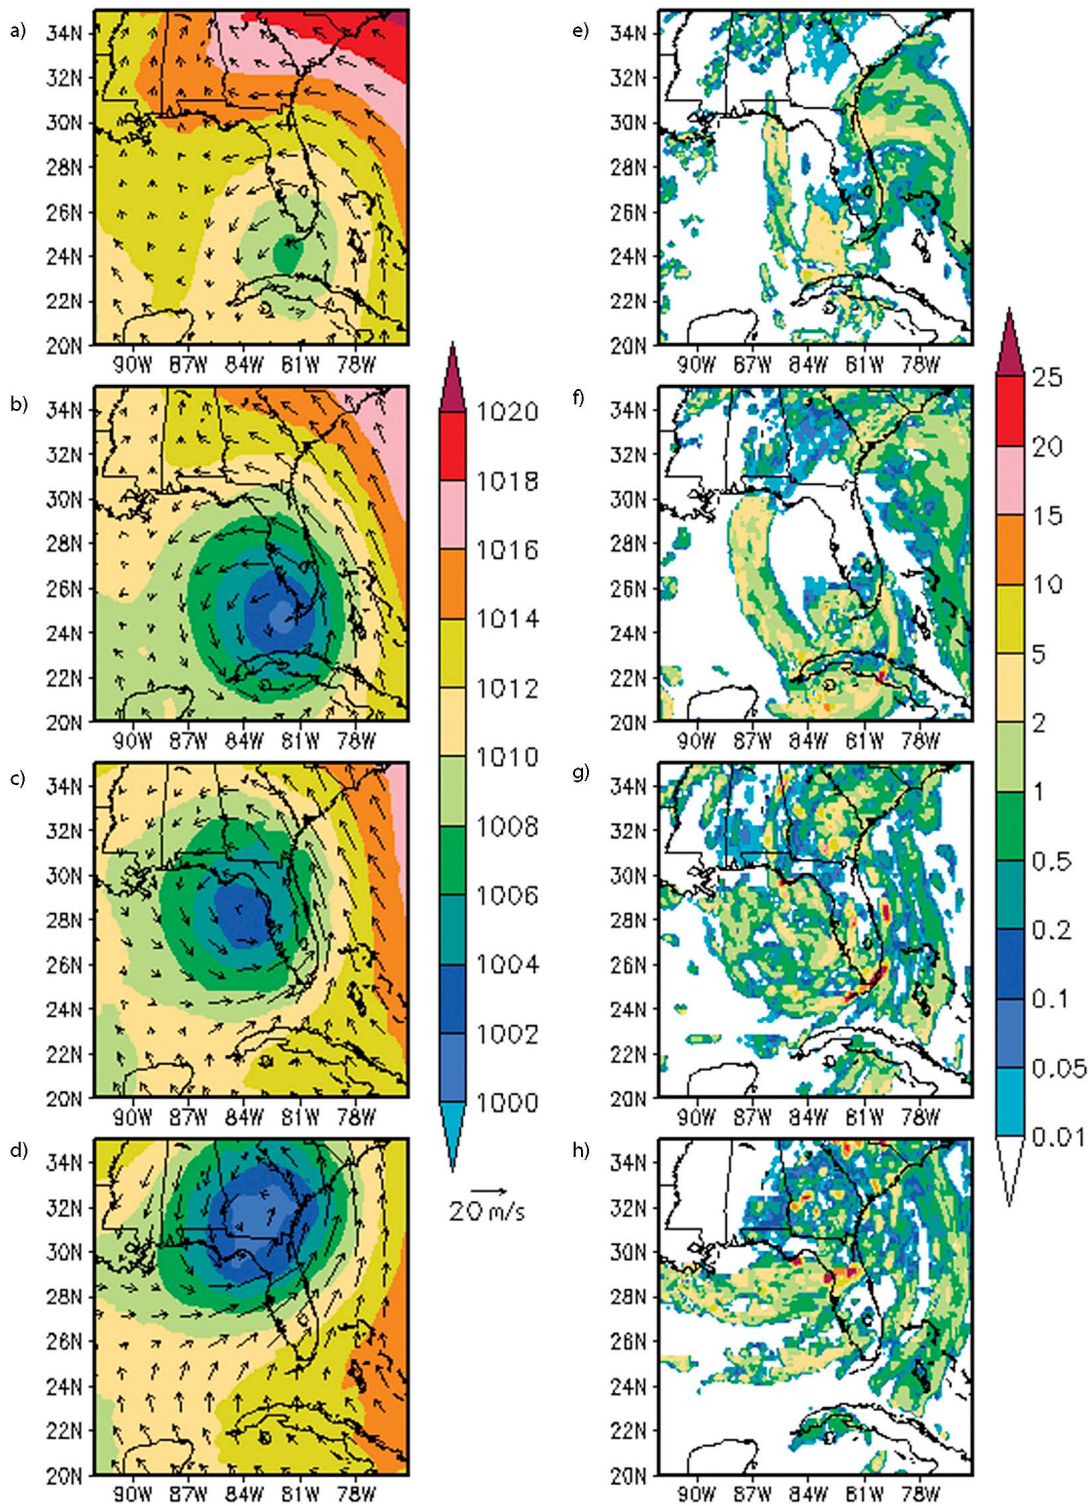 a)
34N
32N
30N
28N
26N
24N
22N
20N
90W 87W 84W 81W 78W
b)
34N
32N
30N
28N
26N
24N
22N
20N
90W 87W 84W 81W 78W
c)
34N
32N
30N
28N
26N
24N
22N
20N
90W 87W 84W 81W 78W
d)
34N
32N
30N
28N
26N
24N
22N
20N
90W 87W 84W 81W 78W
1020
1018
1016
1014
1012
1010
1008
1006
1004
1002
1000
20 m/s
e)
34N
32N
30N
28N
26N
24N
22N
20N
90W 87W 84W 81W 78W
f)
34N
32N
30N
28N
26N
24N
22N
20N
90W 87W 84W 81W 78W
g)
34N
32N
30N
28N
26N
24N
22N
20N
90W 87W 84W 81W 78W
h)
34N
32N
30N
28N
26N
24N
22N
20N
90W 87W 84W 81W 78W
25
20
15
10
5
2
1
0.5
0.2
0.1
0.05
0.01